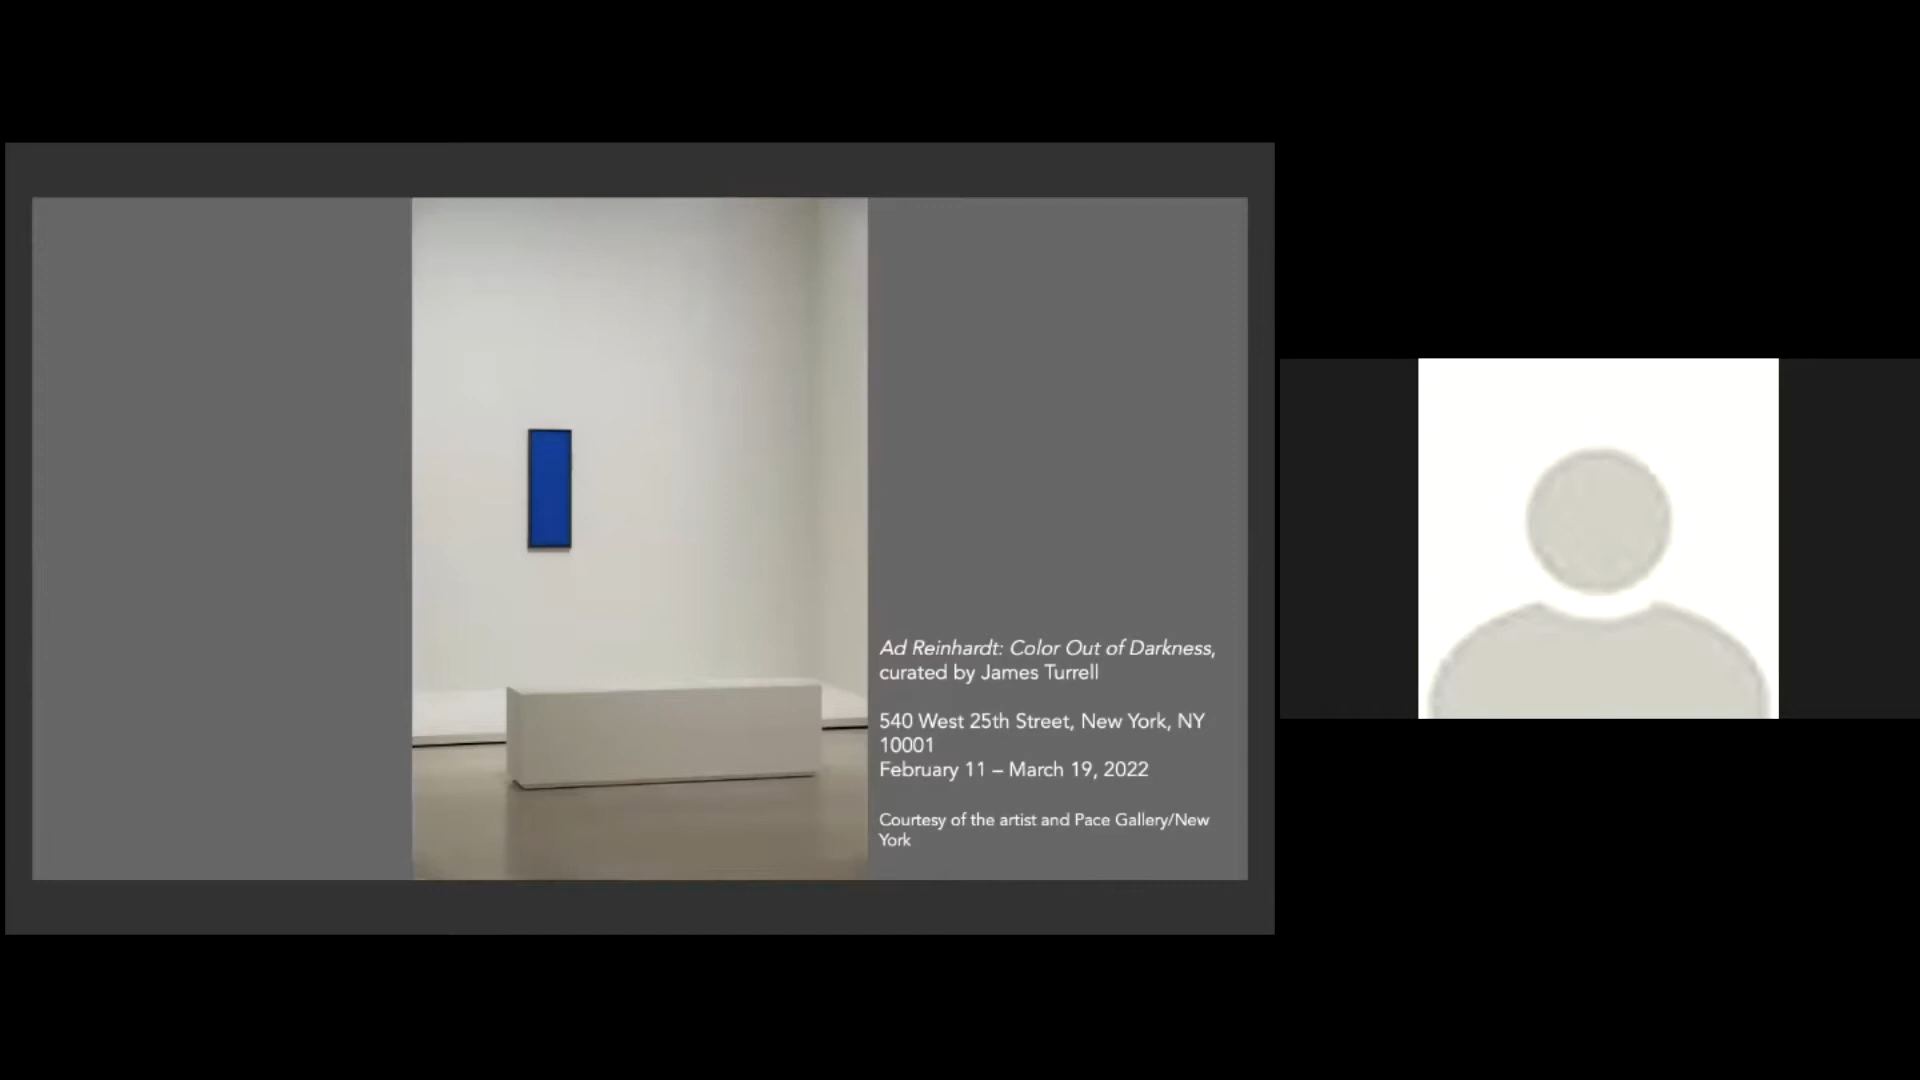 Ad Reinhardt: Color Out of Darkness,
curated by James Turrell
540 West 25th Street, New York, NY
10001
February 11 – March 19, 2022
Courtesy of the artist and Pace Gallery/New
York